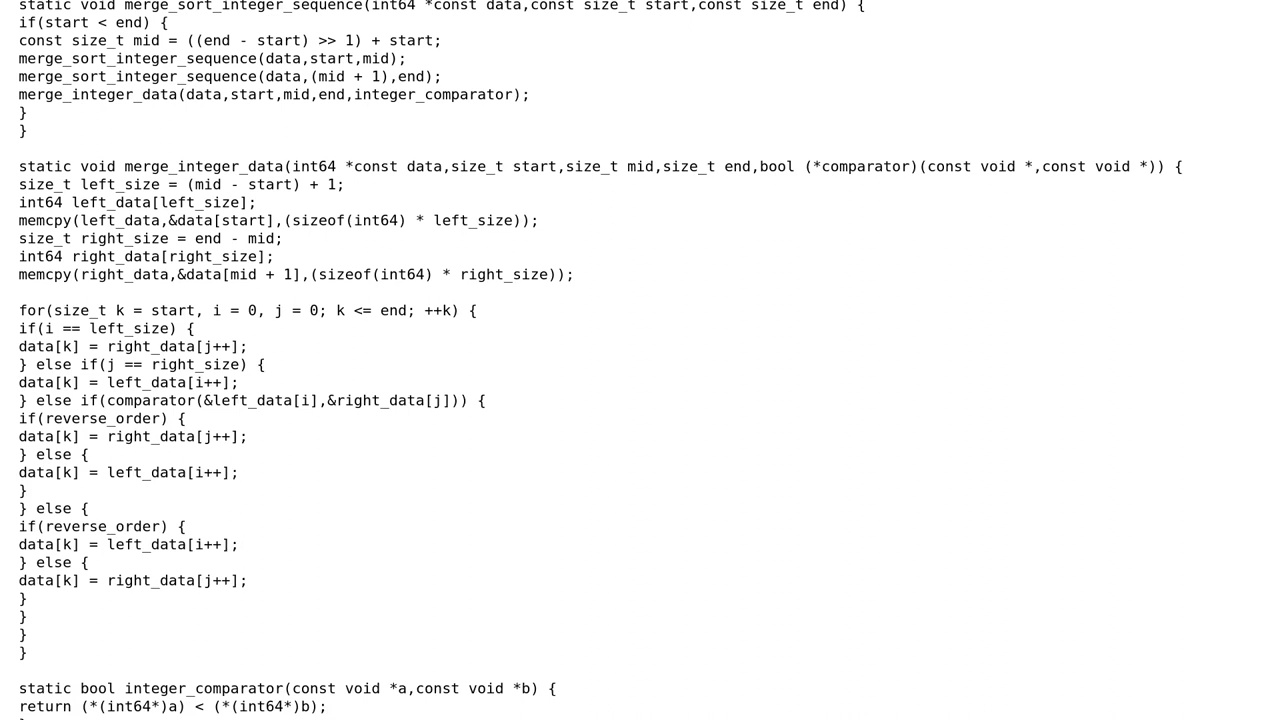 static void merge_sort_integer_sequence(int64 *const data,const size_t start,const size_t end) {
if(start < end) {
const size_t mid = ((end - start) >> 1) + start;
merge_sort_integer_sequence(data,start,mid);
merge_sort_integer_sequence(data,(mid + 1),end);
merge_integer_data(data,start,mid,end,integer_comparator);
}
}

static void merge_integer_data(int64 *const data,size_t start,size_t mid,size_t end,bool (*comparator)(const void *,const void *)) {
size_t left_size = (mid - start) + 1;
int64 left_data[left_size];
memcpy(left_data,&data[start],(sizeof(int64) * left_size));
size_t right_size = end - mid;
int64 right_data[right_size];
memcpy(right_data,&data[mid + 1],(sizeof(int64) * right_size));

for(size_t k = start, i = 0, j = 0; k <= end; ++k) {
if(i == left_size) {
data[k] = right_data[j++];
} else if(j == right_size) {
data[k] = left_data[i++];
} else if(comparator(&left_data[i],&right_data[j])) {
if(reverse_order) {
data[k] = right_data[j++];
} else {
data[k] = left_data[i++];
}
} else {
if(reverse_order) {
data[k] = left_data[i++];
} else {
data[k] = right_data[j++];
}
}
}
}

static bool integer_comparator(const void *a,const void *b) {
return (*(int64*)a) < (*(int64*)b);
}